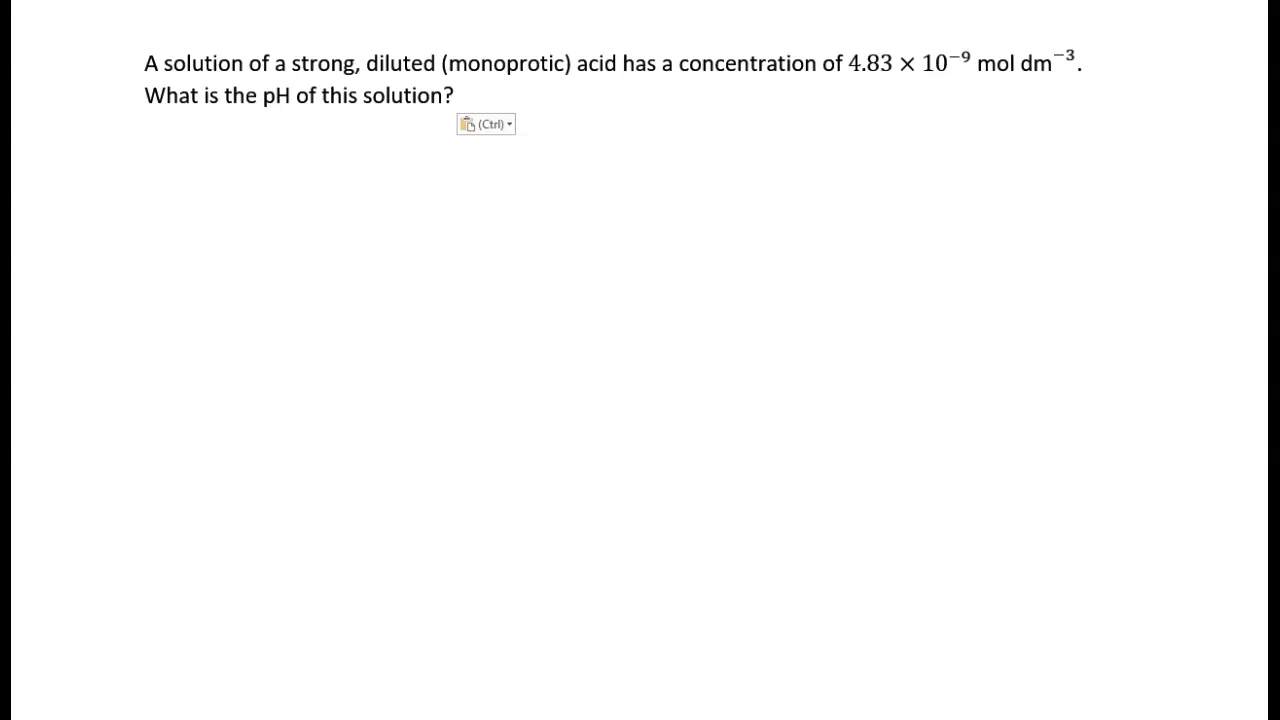 A solution of a strong, diluted (monoprotic) acid has a concentration of 4.83 × 10⁻⁹ mol dm⁻³.
What is the pH of this solution?
(Ctrl)